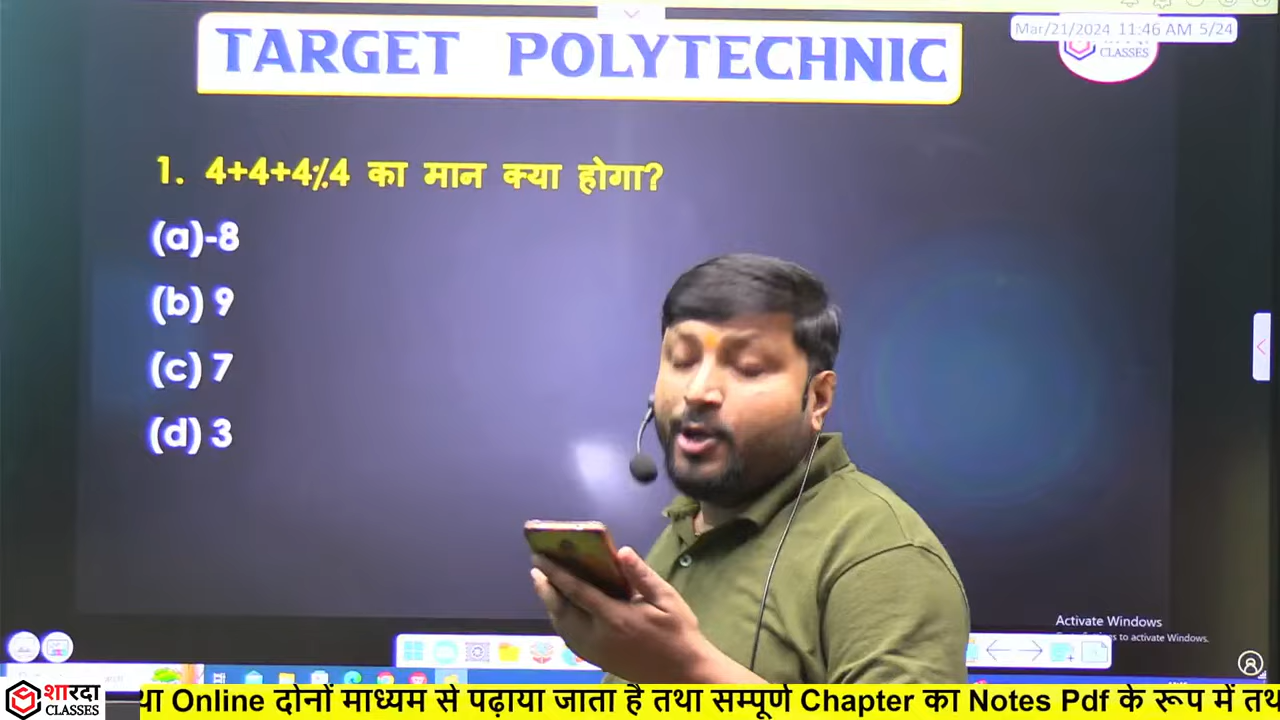 Mar/21/2024 11:46 AM 5/24
TARGET POLYTECHNIC
CLASSES
1. 4+4+4٪4 का मान क्या होगा?
(a)-8
(b) 9
(c) 7
(d) 3
Activate Windows
to activate Windows.
शारदा
CLASSES
था Online दोनों माध्यम से पढ़ाया जाता है तथा सम्पूर्ण Chapter का Notes Pdf के रूप में तथ